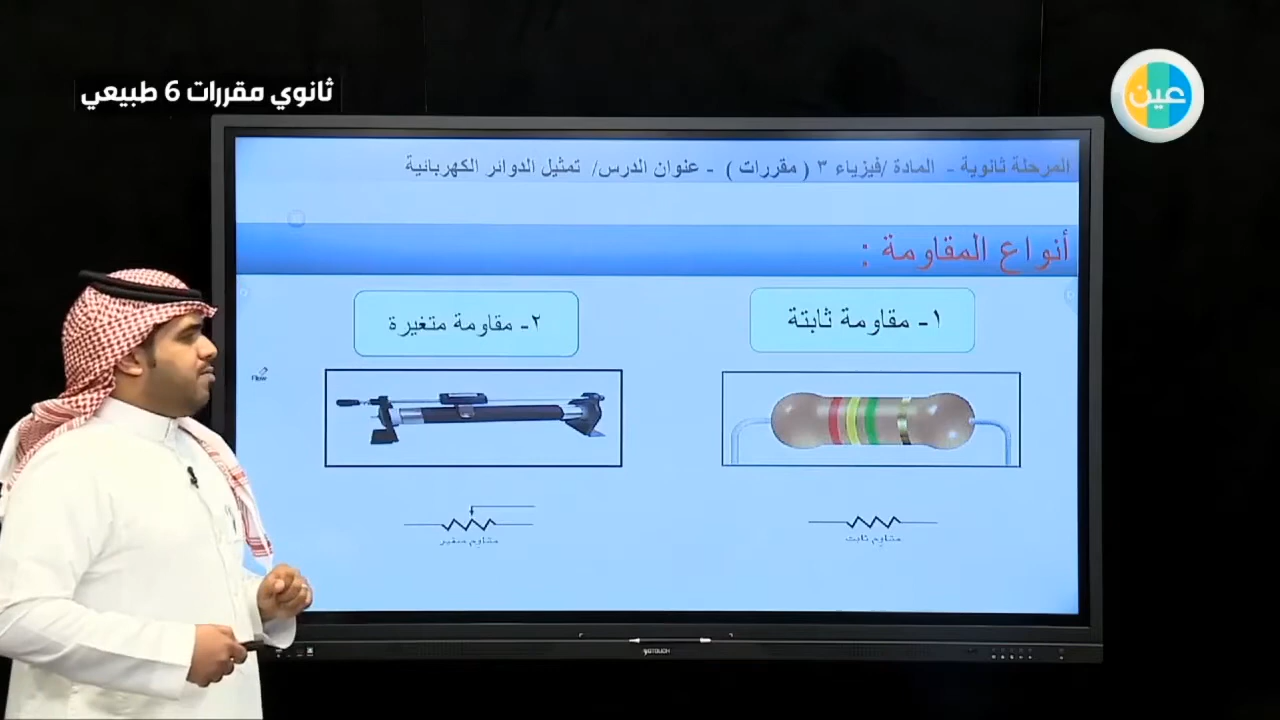 ثانوي مقررات 6 طبيعي
عين
المرحلة ثانوية - المادة /فيزياء ٣ ( مقررات ) - عنوان الدرس/ تمثيل الدوائر الكهربائية
أنواع المقاومة :
١- مقاومة ثابتة
٢- مقاومة متغيرة
مقاوم ثابت
مقاوم متغير